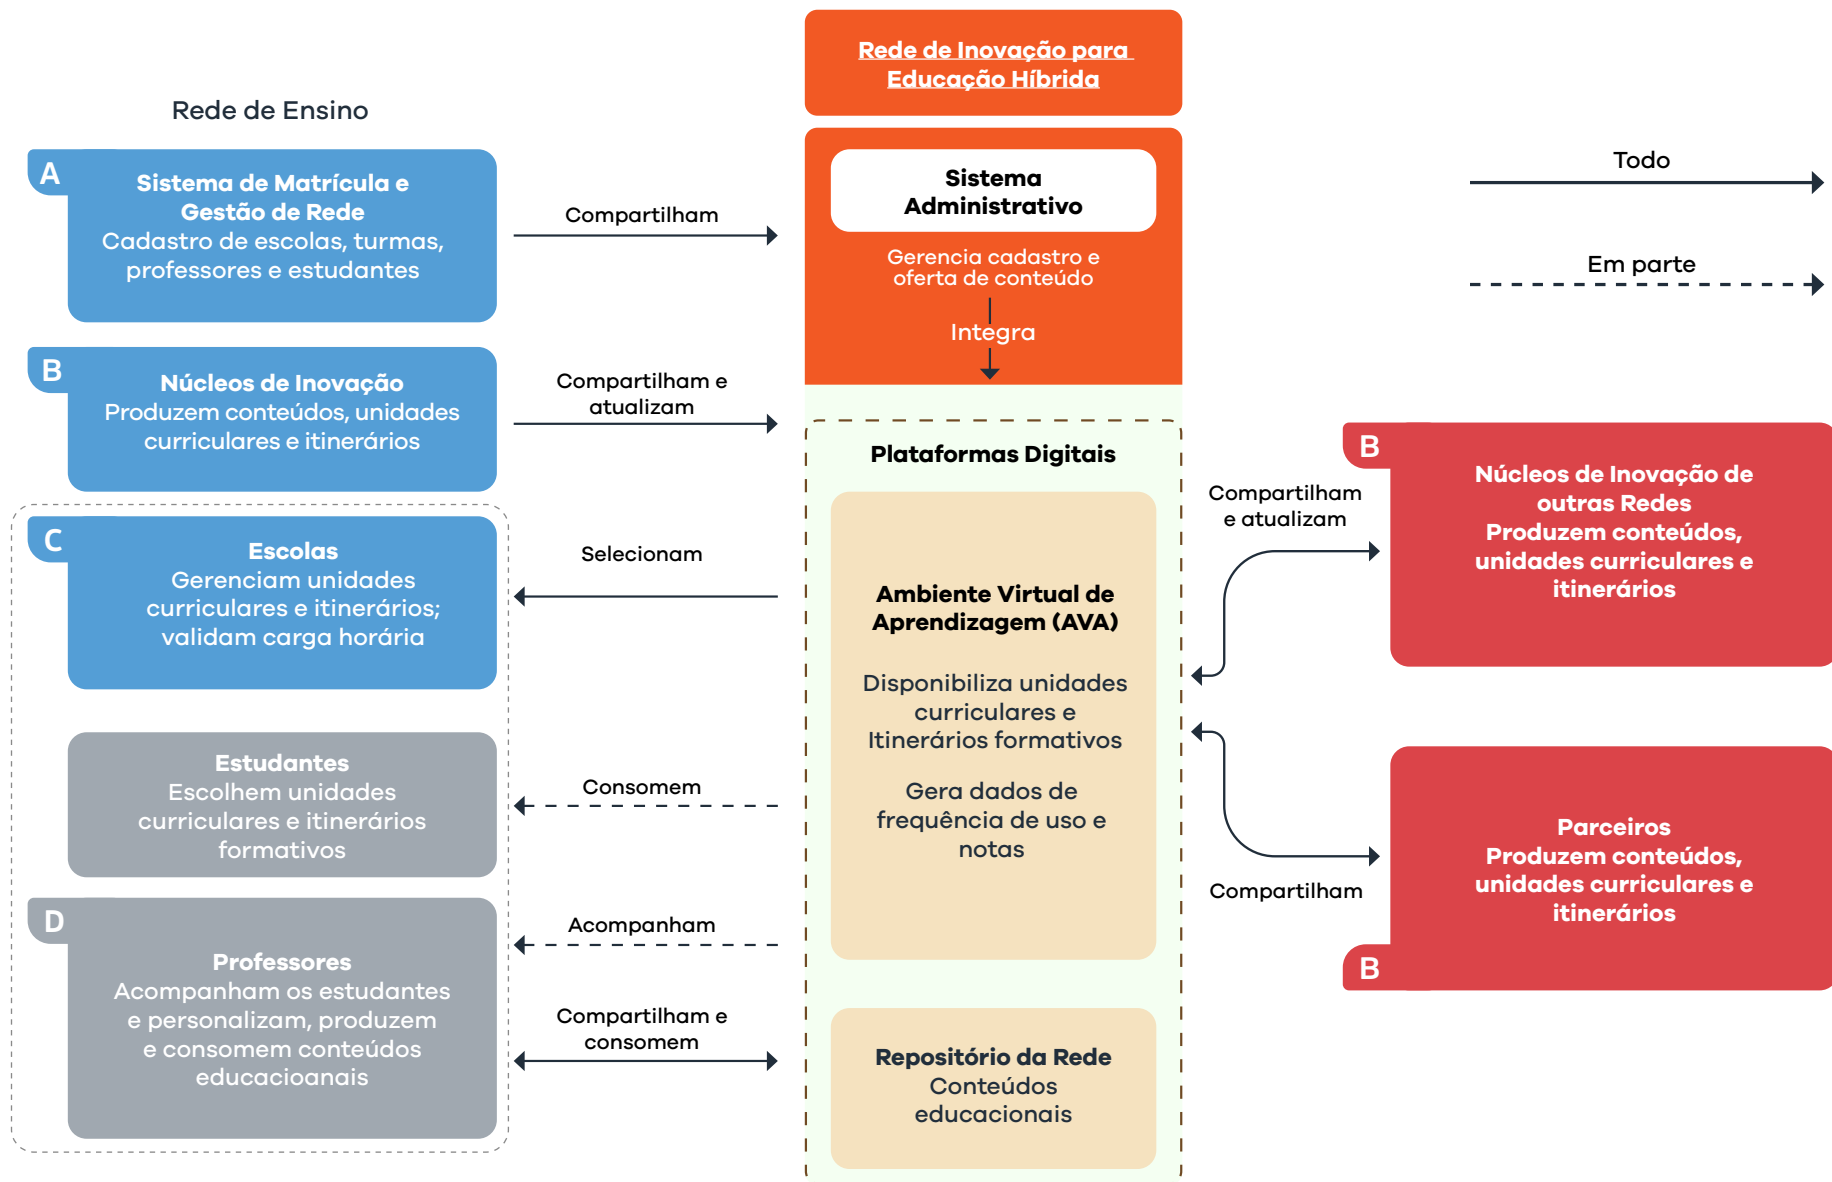 Rede de Inovação para
Educação Híbrida
Rede de Ensino
A
Sistema de Matrícula e
Gestão de Rede
Cadastro de escolas, turmas,
professores e estudantes
Compartilham
Sistema
Administrativo
Gerencia cadastro e
oferta de conteúdo
Integra
Todo
Em parte
B
Núcleos de Inovação
Produzem conteúdos, unidades
curriculares e itinerários
Compartilham e
atualizam
C
Escolas
Gerenciam unidades
curriculares e itinerários;
validam carga horária
Selecionam
Estudantes
Escolhem unidades
curriculares e itinerários
formativos
Consomem
D
Professores
Acompanham os estudantes
e personalizam, produzem
e consomem conteúdos
educacioanais
Acompanham
Compartilham e
consomem
Plataformas Digitais
Ambiente Virtual de
Aprendizagem (AVA)
Disponibiliza unidades
curriculares e
Itinerários formativos
Gera dados de
frequência de uso e
notas
Repositório da Rede
Conteúdos
educacionais
Compartilham
e atualizam
B
Núcleos de Inovação de
outras Redes
Produzem conteúdos,
unidades curriculares e
itinerários
Compartilham
Parceiros
Produzem conteúdos,
unidades curriculares e
itinerários
B